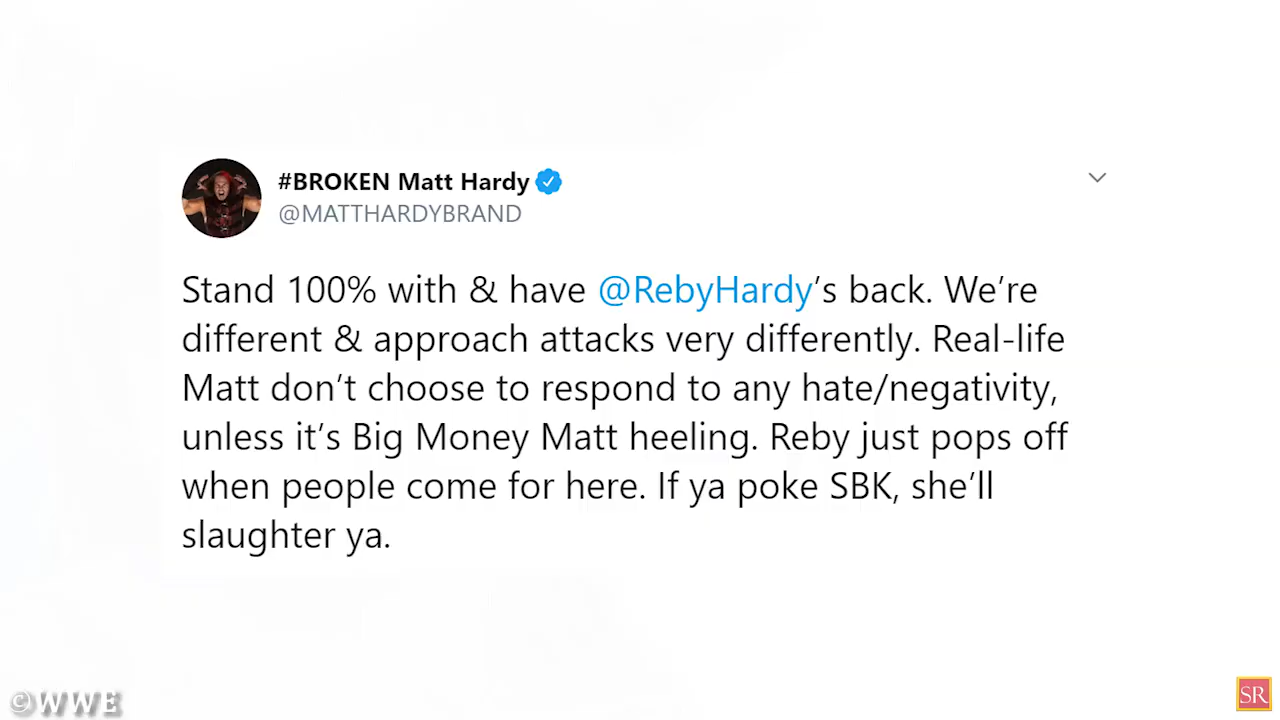 #BROKEN Matt Hardy
@MATTHARDYBRAND
Stand 100% with & have @RebyHardy’s back. We’re
different & approach attacks very differently. Real-life
Matt don’t choose to respond to any hate/negativity,
unless it’s Big Money Matt heeling. Reby just pops off
when people come for here. If ya poke SBK, she’ll
slaughter ya.
©WWE
SR